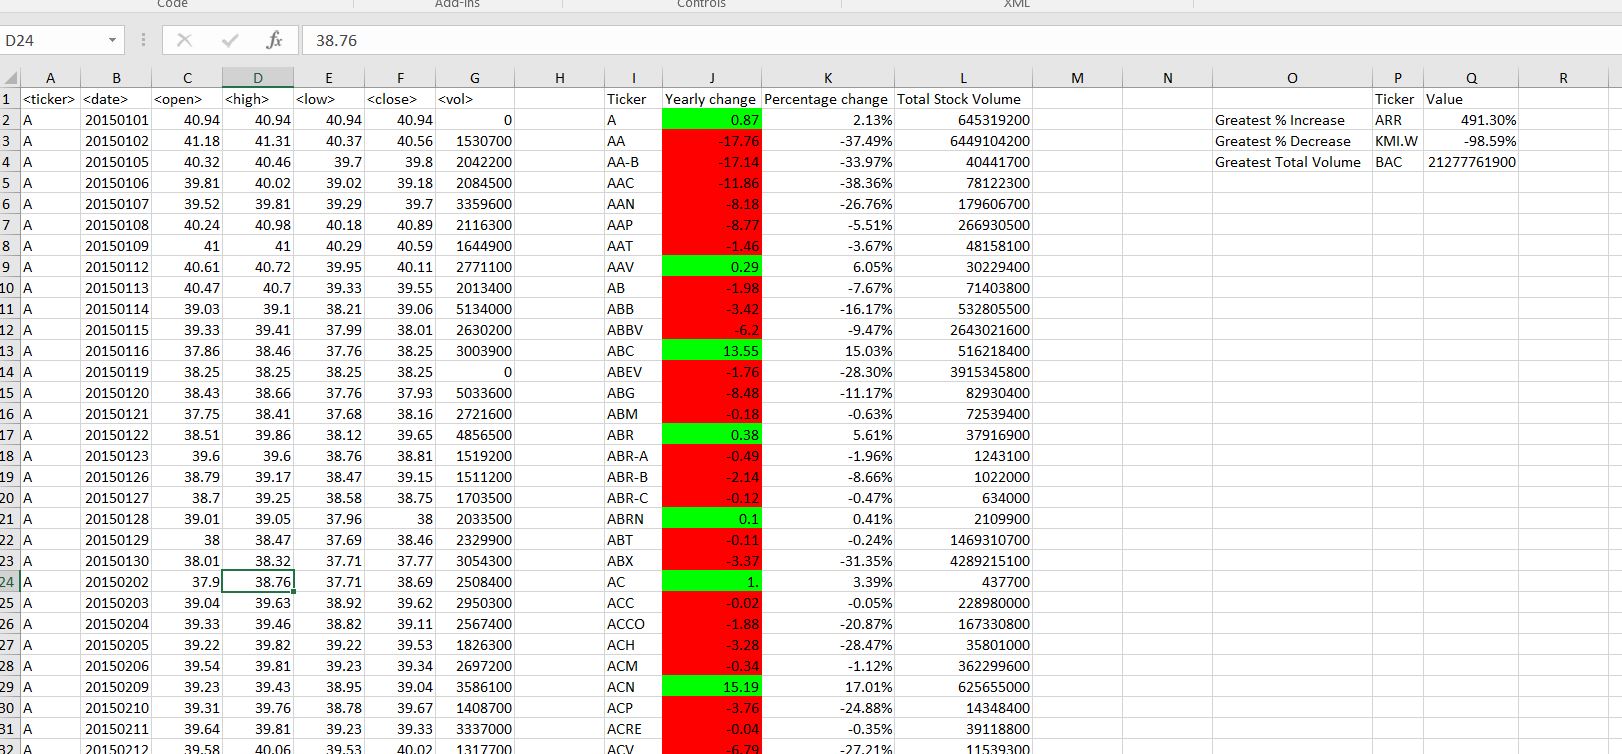 Code Add-ins Controls XML
D24 fx 38.76
A B C D E F G H I J K L M N O P Q R
1 <ticker> <date> <open> <high> <low> <close> <vol> Ticker Yearly change Percentage change Total Stock Volume Ticker Value
2 A 20150101 40.94 40.94 40.94 40.94 0 A 0.87 2.13% 645319200 Greatest % Increase ARR 491.30%
3 A 20150102 41.18 41.31 40.37 40.56 1530700 AA -17.76 -37.49% 6449104200 Greatest % Decrease KMI.W -98.59%
4 A 20150105 40.32 40.46 39.7 39.8 2042200 AA-B -17.14 -33.97% 40441700 Greatest Total Volume BAC 21277761900
5 A 20150106 39.81 40.02 39.02 39.18 2084500 AAC -11.86 -38.36% 78122300
6 A 20150107 39.52 39.81 39.29 39.7 3359600 AAN -8.18 -26.76% 179606700
7 A 20150108 40.24 40.98 40.18 40.89 2116300 AAP -8.77 -5.51% 266930500
8 A 20150109 41 41 40.29 40.59 1644900 AAT -1.46 -3.67% 48158100
9 A 20150112 40.61 40.72 39.95 40.11 2771100 AAV 0.29 6.05% 30229400
10 A 20150113 40.47 40.7 39.33 39.55 2013400 AB -1.98 -7.67% 71403800
11 A 20150114 39.03 39.1 38.21 39.06 5134000 ABB -3.42 -16.17% 532805500
12 A 20150115 39.33 39.41 37.99 38.01 2630200 ABBV -6.2 -9.47% 2643021600
13 A 20150116 37.86 38.46 37.76 38.25 3003900 ABC 13.55 15.03% 516218400
14 A 20150119 38.25 38.25 38.25 38.25 0 ABEV -1.76 -28.30% 3915345800
15 A 20150120 38.43 38.66 37.76 37.93 5033600 ABG -8.48 -11.17% 82930400
16 A 20150121 37.75 38.41 37.68 38.16 2721600 ABM -0.18 -0.63% 72539400
17 A 20150122 38.51 39.86 38.12 39.65 4856500 ABR 0.38 5.61% 37916900
18 A 20150123 39.6 39.6 38.76 38.81 1519200 ABR-A -0.49 -1.96% 1243100
19 A 20150126 38.79 39.17 38.47 39.15 1511200 ABR-B -2.14 -8.66% 1022000
20 A 20150127 38.7 39.25 38.58 38.75 1703500 ABR-C -0.12 -0.47% 634000
21 A 20150128 39.01 39.05 37.96 38 2033500 ABRN 0.1 0.41% 2109900
22 A 20150129 38 38.47 37.69 38.46 2329900 ABT -0.11 -0.24% 1469310700
23 A 20150130 38.01 38.32 37.71 37.77 3054300 ABX -3.37 -31.35% 4289215100
24 A 20150202 37.9 38.76 37.71 38.69 2508400 AC 1. 3.39% 437700
25 A 20150203 39.04 39.63 38.92 39.62 2950300 ACC -0.02 -0.05% 228980000
26 A 20150204 39.33 39.46 38.82 39.11 2567400 ACCO -1.88 -20.87% 167330800
27 A 20150205 39.22 39.82 39.22 39.53 1826300 ACH -3.28 -28.47% 35801000
28 A 20150206 39.54 39.81 39.23 39.34 2697200 ACM -0.34 -1.12% 362299600
29 A 20150209 39.23 39.43 38.95 39.04 3586100 ACN 15.19 17.01% 625655000
30 A 20150210 39.31 39.76 38.78 39.67 1408700 ACP -3.76 -24.88% 14348400
31 A 20150211 39.64 39.81 39.23 39.33 3337000 ACRE -0.04 -0.35% 39118800
32 A 20150212 39.58 40.06 39.53 40.02 1317700 ACV -6.79 -27.21% 11539300